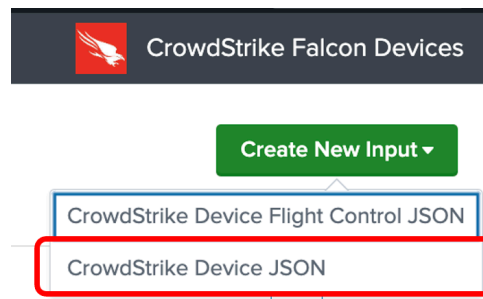 CrowdStrike Falcon Devices
Create New Input
CrowdStrike Device Flight Control JSON
CrowdStrike Device JSON